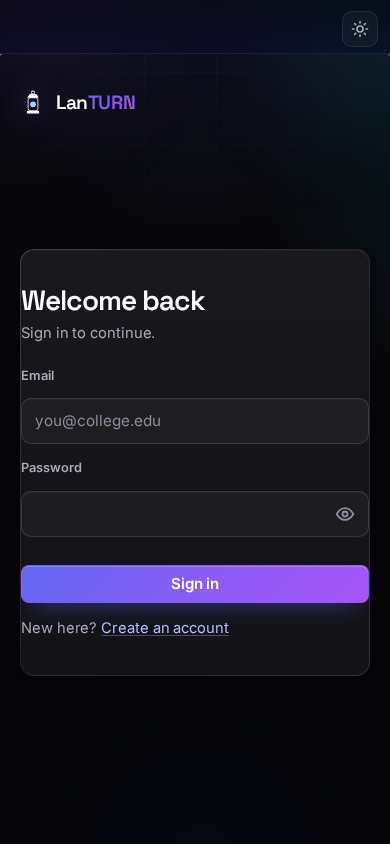 LanTURN
Welcome back
Sign in to continue.
Email
you@college.edu
Password
Sign in
New here? Create an account